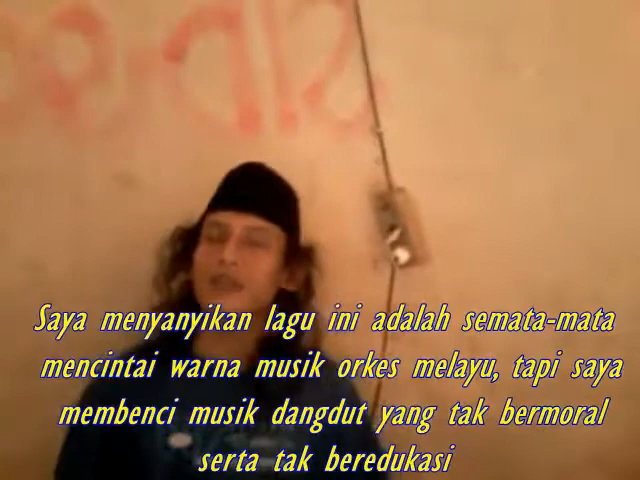 Saya menyanyikan lagu ini adalah semata-mata
mencintai warna musik orkes melayu, tapi saya
membenci musik dangdut yang tak bermoral
serta tak beredukasi